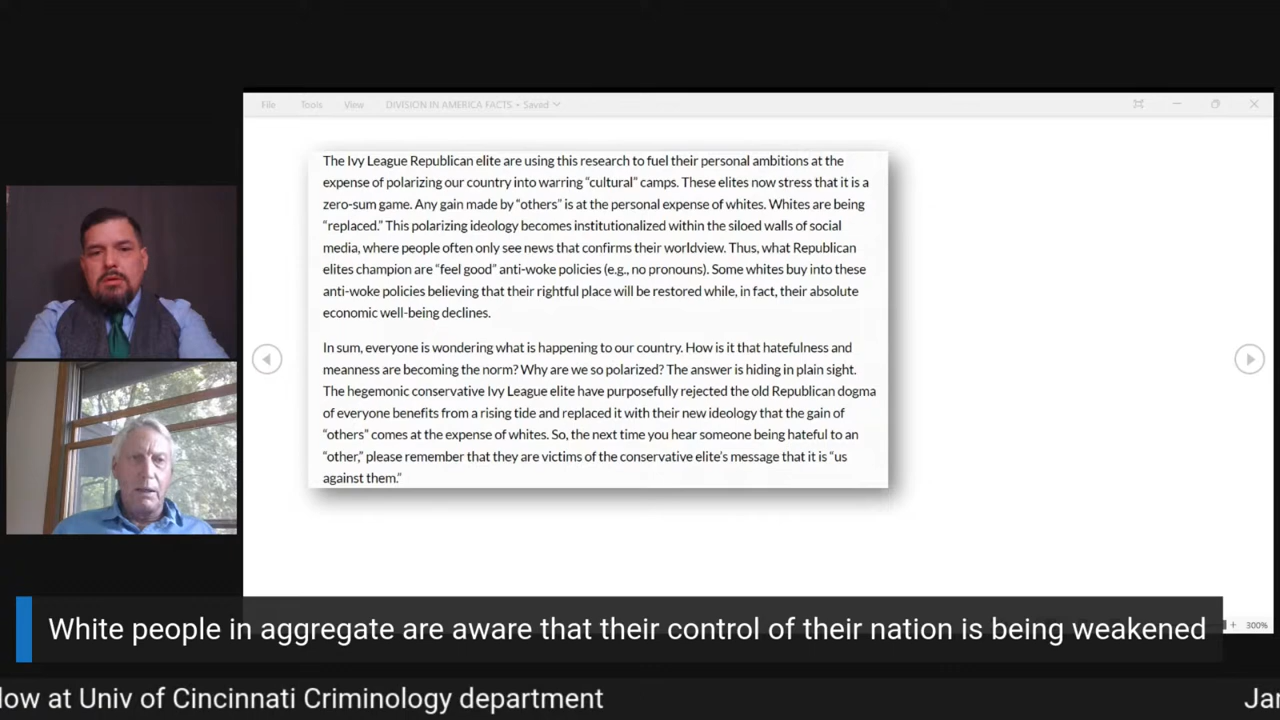 File Tools View DIVISION IN AMERICA FACTS • Saved
The Ivy League Republican elite are using this research to fuel their personal ambitions at the
expense of polarizing our country into warring “cultural” camps. These elites now stress that it is a
zero-sum game. Any gain made by “others” is at the personal expense of whites. Whites are being
“replaced.” This polarizing ideology becomes institutionalized within the siloed walls of social
media, where people often only see news that confirms their worldview. Thus, what Republican
elites champion are “feel good” anti-woke policies (e.g., no pronouns). Some whites buy into these
anti-woke policies believing that their rightful place will be restored while, in fact, their absolute
economic well-being declines.
In sum, everyone is wondering what is happening to our country. How is it that hatefulness and
meanness are becoming the norm? Why are we so polarized? The answer is hiding in plain sight.
The hegemonic conservative Ivy League elite have purposefully rejected the old Republican dogma
of everyone benefits from a rising tide and replaced it with their new ideology that the gain of
“others” comes at the expense of whites. So, the next time you hear someone being hateful to an
“other,” please remember that they are victims of the conservative elite’s message that it is “us
against them.”
300%
White people in aggregate are aware that their control of their nation is being weakened
low at Univ of Cincinnati Criminology department Jar